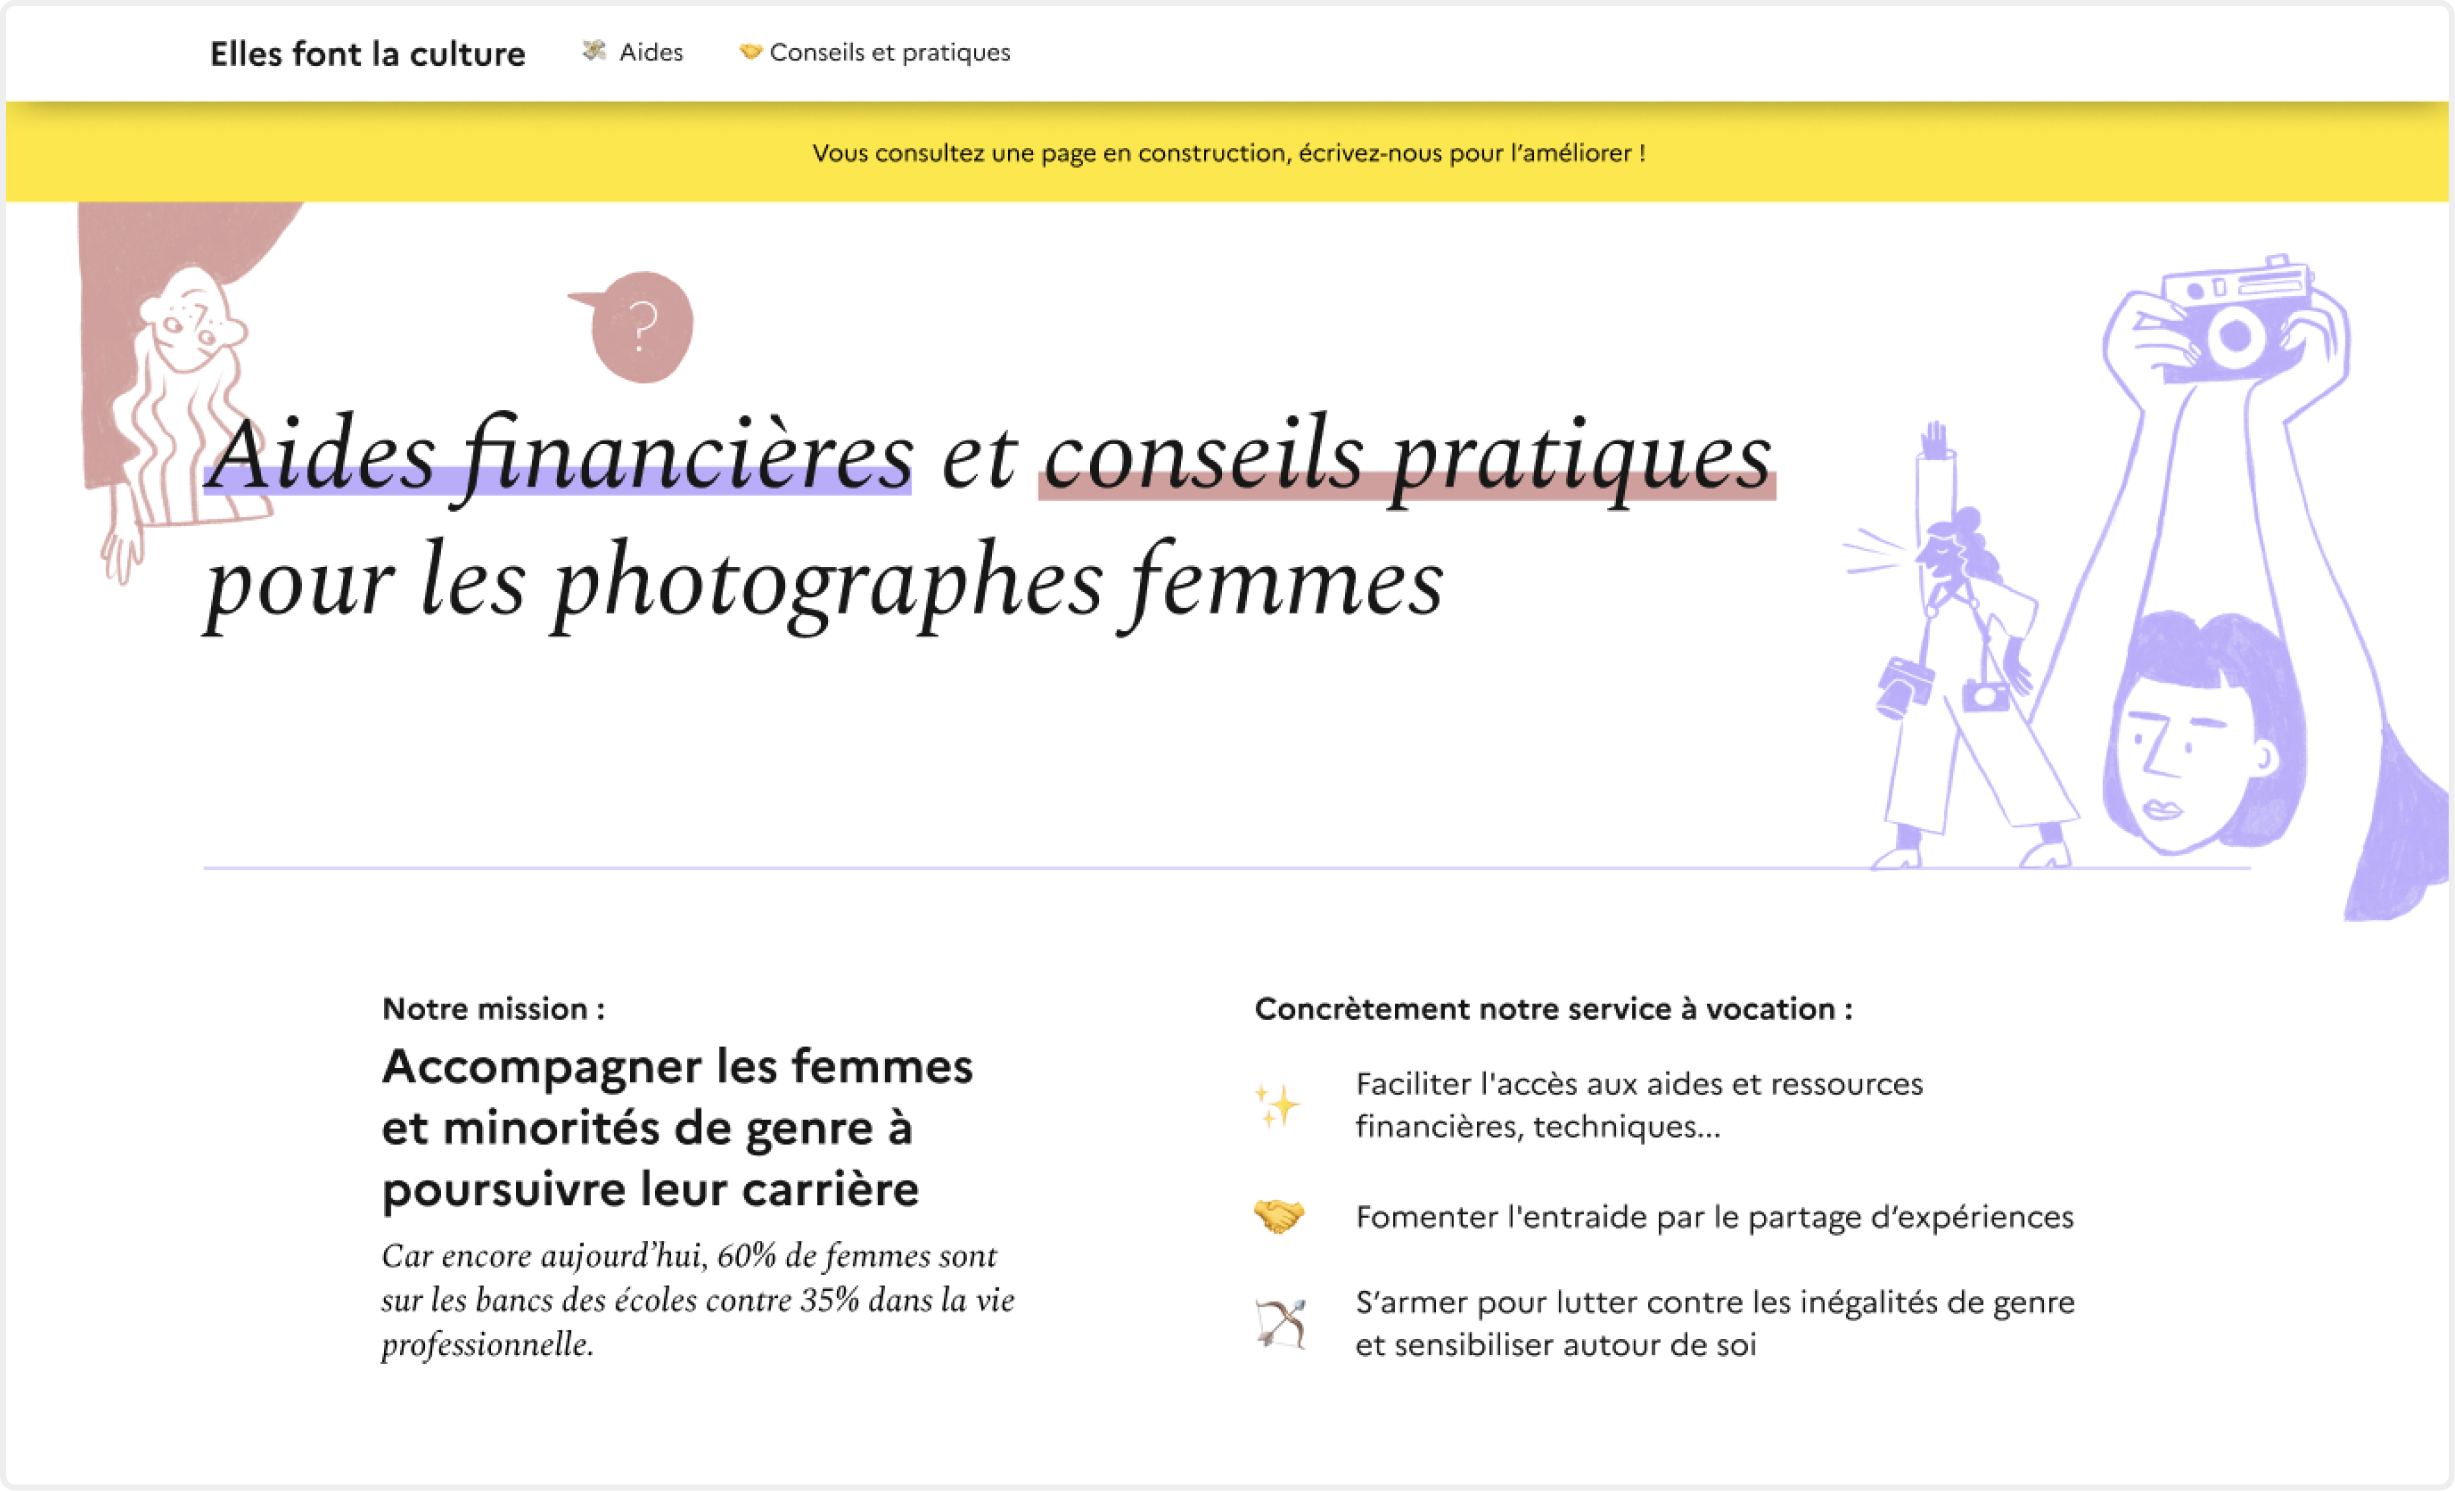 Elles font la culture
Aides
Conseils et pratiques
Vous consultez une page en construction, écrivez-nous pour l’améliorer !
?
Aides financières et conseils pratiques
pour les photographes femmes
Notre mission :
Accompagner les femmes
et minorités de genre à
poursuivre leur carrière
Car encore aujourd’hui, 60% de femmes sont
sur les bancs des écoles contre 35% dans la vie
professionnelle.
Concrètement notre service à vocation :
Faciliter l'accès aux aides et ressources
financières, techniques...
Fomenter l'entraide par le partage d’expériences
S’armer pour lutter contre les inégalités de genre
et sensibiliser autour de soi